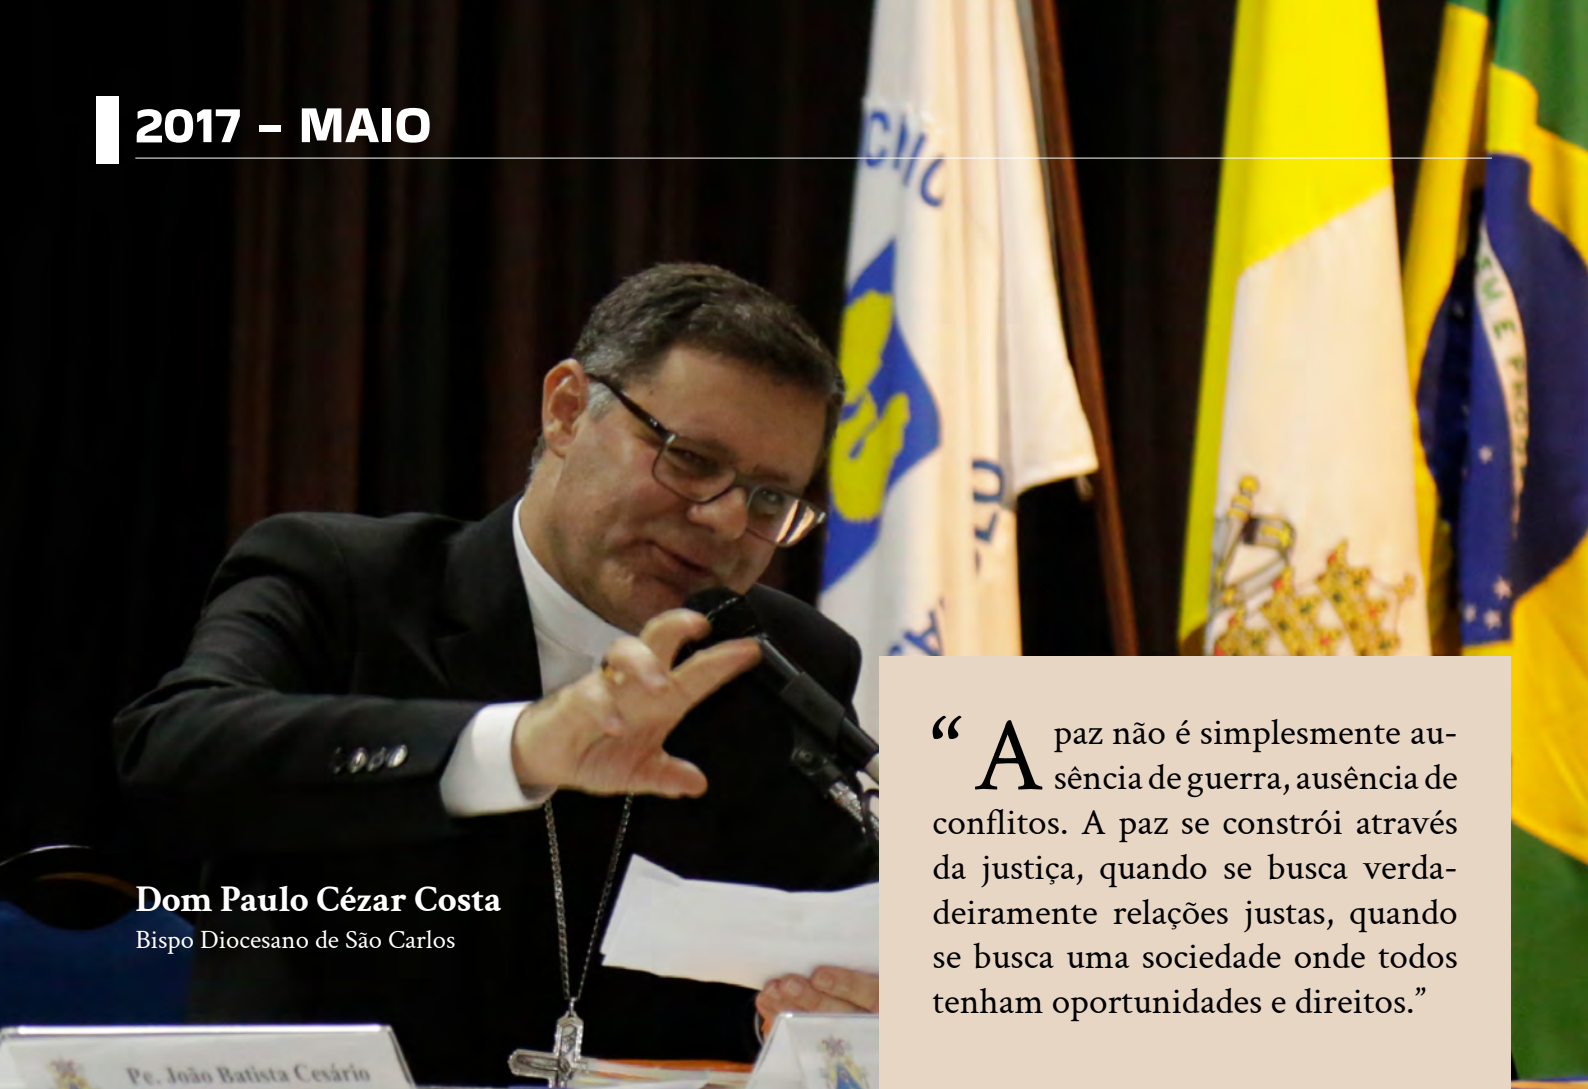 2017 – MAIO
Dom Paulo Cézar Costa
Bispo Diocesano de São Carlos
“A paz não é simplesmente au-
sência de guerra, ausência de
conflitos. A paz se constrói através
da justiça, quando se busca verda-
deiramente relações justas, quando
se busca uma sociedade onde todos
tenham oportunidades e direitos.”
Pe. João Batista Cesário